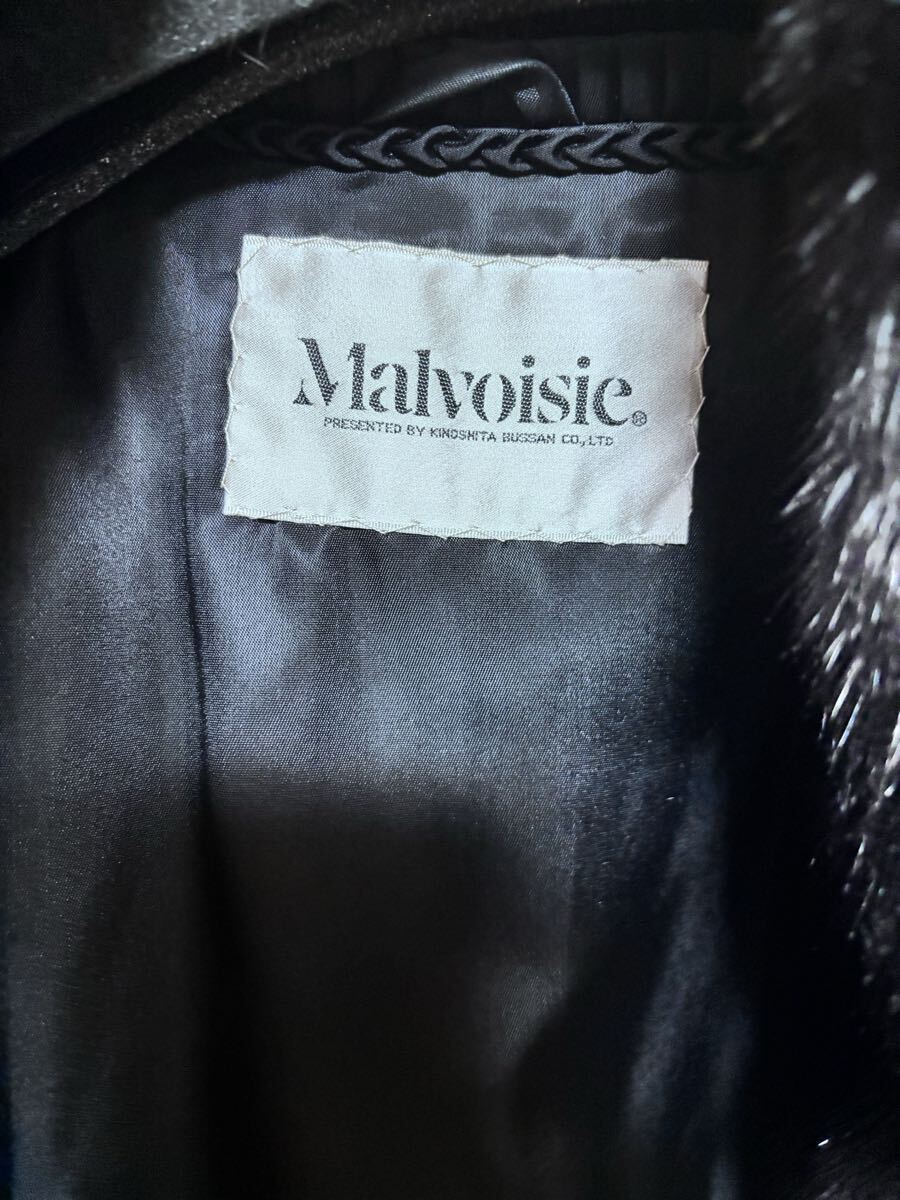 Malvoisie®
PRESENTED BY KINOSHITA BUSSAN CO.,LTD